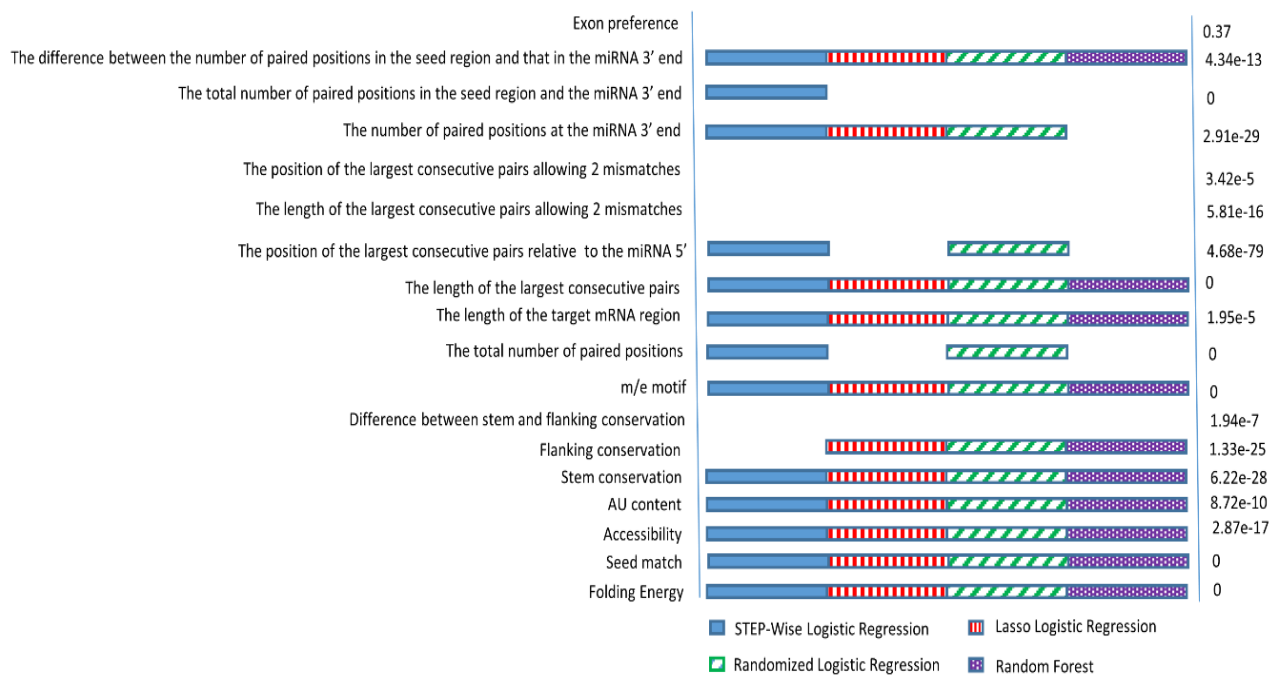 Exon preference
0.37
The difference between the number of paired positions in the seed region and that in the miRNA 3’ end
4.34e-13
The total number of paired positions in the seed region and the miRNA 3’ end
0
The number of paired positions at the miRNA 3’ end
2.91e-29
The position of the largest consecutive pairs allowing 2 mismatches
3.42e-5
The length of the largest consecutive pairs allowing 2 mismatches
5.81e-16
The position of the largest consecutive pairs relative to the miRNA 5’
4.68e-79
The length of the largest consecutive pairs
0
The length of the target mRNA region
1.95e-5
The total number of paired positions
0
m/e motif
0
Difference between stem and flanking conservation
1.94e-7
Flanking conservation
1.33e-25
Stem conservation
6.22e-28
AU content
8.72e-10
Accessibility
2.87e-17
Seed match
0
Folding Energy
0
STEP-Wise Logistic Regression
Lasso Logistic Regression
Randomized Logistic Regression
Random Forest